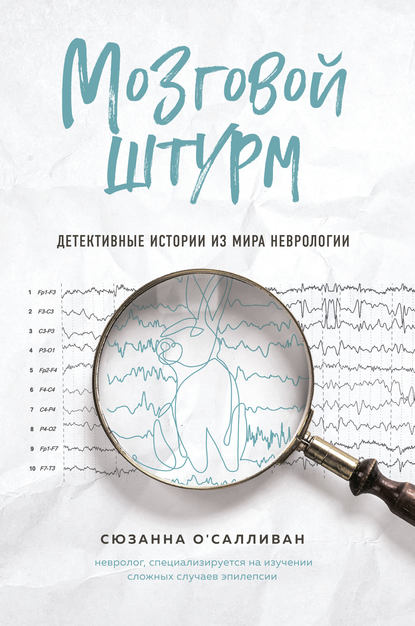 Мозговой
штурм
ДЕТЕКТИВНЫЕ ИСТОРИИ ИЗ МИРА НЕВРОЛОГИИ
1 Fp1-F3
2 F3-C3
3 C3-P3
4 P3-O1
5 Fp2-F4
6 F4-C4
7 C4-P4
8 P4-O2
9 Fp1-F7
10 F7-T3
СЮЗАННА О'САЛЛИВАН
невролог, специализируется на изучении
сложных случаев эпилепсии